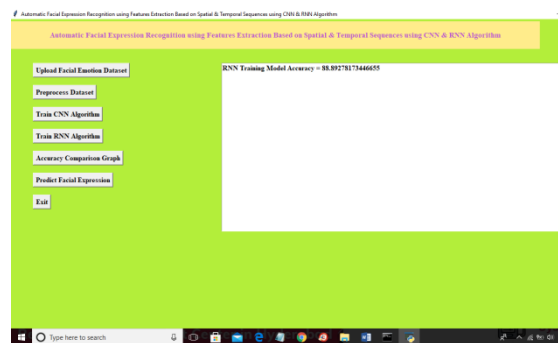 Automatic Facial Expression Recognition using Features Extraction Based on Spatial & Temporal Sequences using CNN & RNN Algorithm
Automatic Facial Expression Recognition using Features Extraction Based on Spatial & Temporal Sequences using CNN & RNN Algorithm
Upload Facial Emotion Dataset
RNN Training Model Accuracy = 88.89278173446655
Preprocess Dataset
Train CNN Algorithm
Train RNN Algorithm
Accuracy Comparison Graph
Predict Facial Expression
Exit
Type here to search